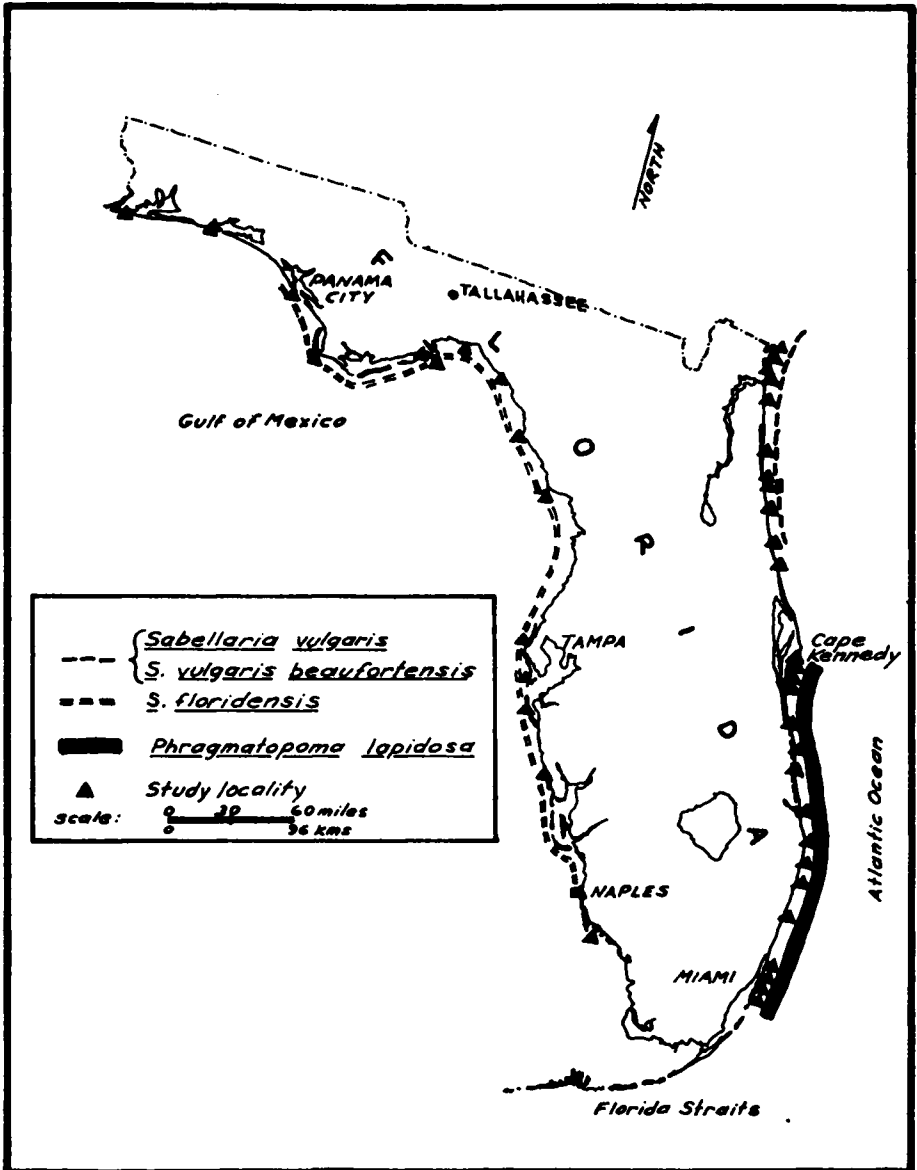 NORTH
PANAMA
CITY
TALLAHASSEE
F
L
O
R
I
D
A
Gulf of Mexico
TAMPA
Cape
Kennedy
Sabellaria vulgaris
S. vulgaris beaufortensis
S. floridensis
Phragmatopoma lapidosa
Study locality
scale: 0 30 60 miles
0 96 kms
Atlantic Ocean
NAPLES
MIAMI
Florida Straits